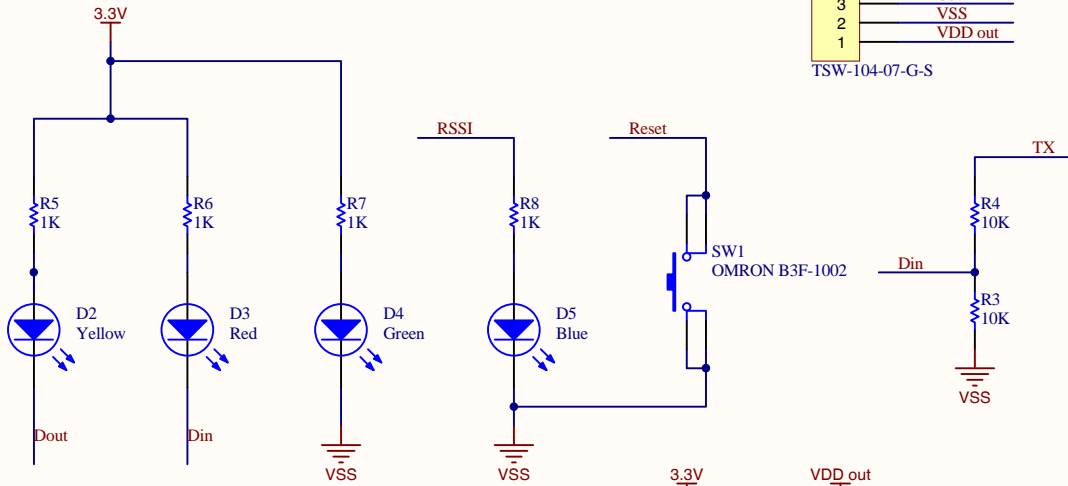 3.3V
3
2
1
VSS
VDD out
TSW-104-07-G-S
RSSI
Reset
TX
R5
1K
R6
1K
R7
1K
R8
1K
R4
10K
SW1
OMRON B3F-1002
Din
R3
10K
D2
Yellow
D3
Red
D4
Green
D5
Blue
VSS
Dout
Din
VSS
VSS
3.3V
VDD out